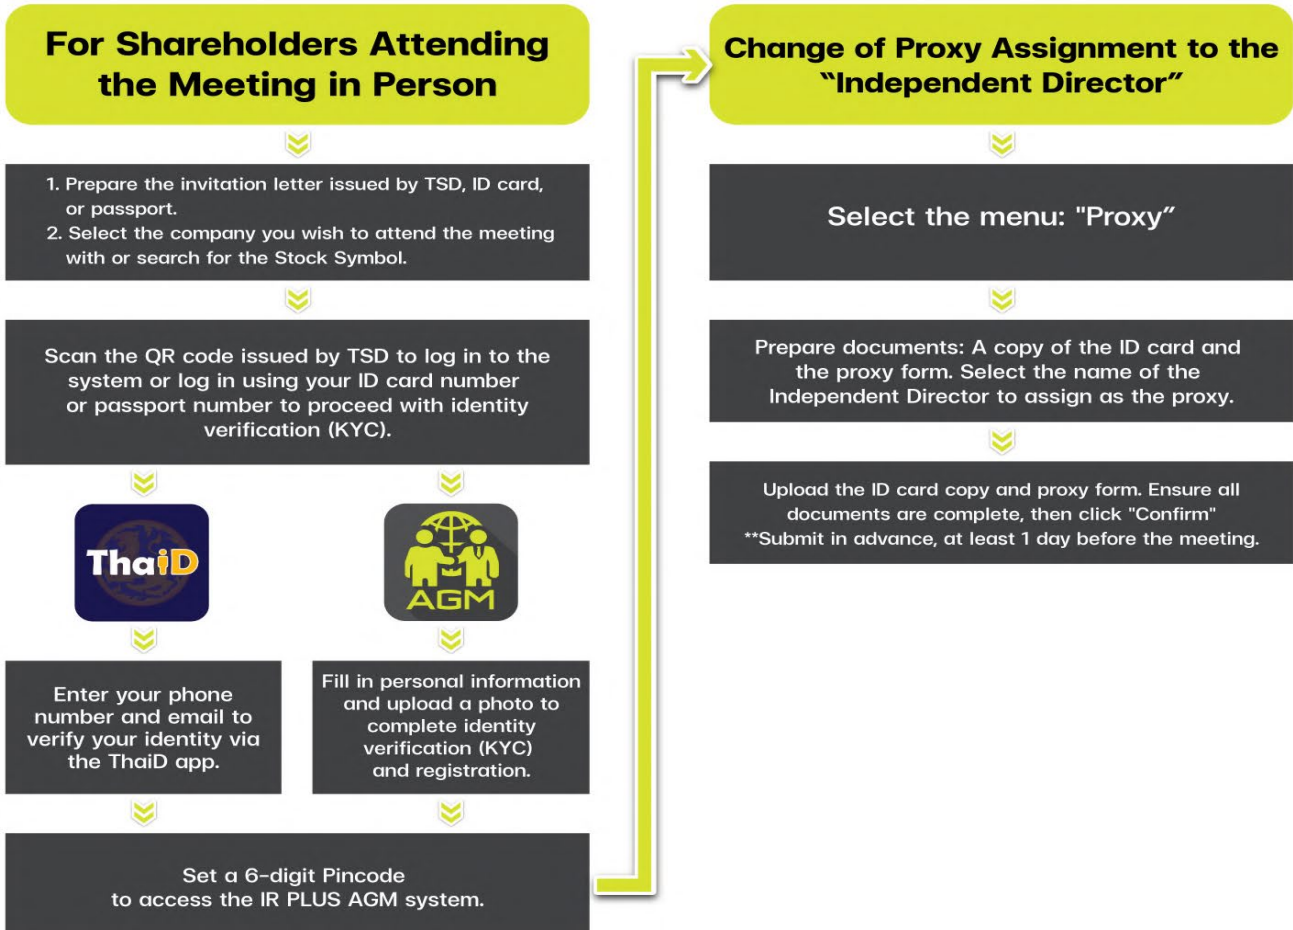 For Shareholders Attending
the Meeting in Person
1. Prepare the invitation letter issued by TSD, ID card,
or passport.
2. Select the company you wish to attend the meeting
with or search for the Stock Symbol.
Scan the QR code issued by TSD to log in to the
system or log in using your ID card number
or passport number to proceed with identity
verification (KYC).
ThaiD
Enter your phone
number and email to
verify your identity via
the ThaiD app.
AGM
Fill in personal information
and upload a photo to
complete identity
verification (KYC)
and registration.
Set a 6-digit Pincode
to access the IR PLUS AGM system.
Change of Proxy Assignment to the
“Independent Director”
Select the menu: "Proxy”
Prepare documents: A copy of the ID card and
the proxy form. Select the name of the
Independent Director to assign as the proxy.
Upload the ID card copy and proxy form. Ensure all
documents are complete, then click "Confirm"
**Submit in advance, at least 1 day before the meeting.